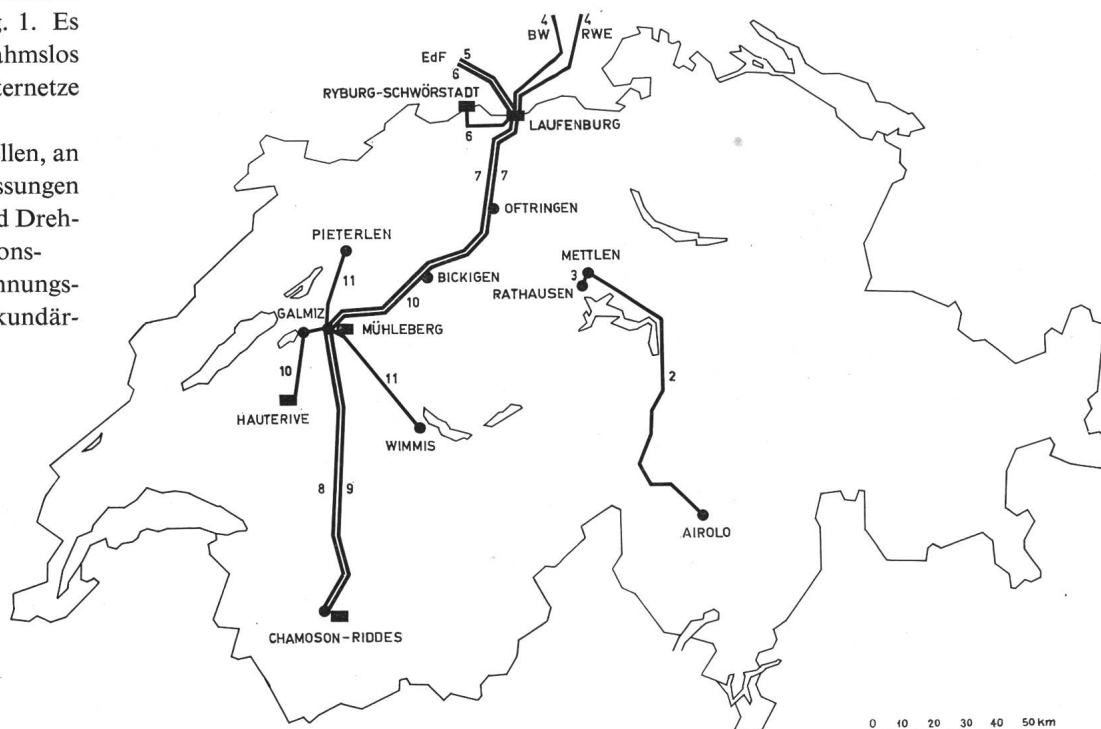 g. 1. Es
ahmslos
ternetze
llen, an
ssungen
d Dreh-
ons-
nnungs-
kundär-
4
BW
4
RWE
EdF
5
6
RYBURG-SCHWÖRSTADT
6
LAUFENBURG
7 7
OFTRINGEN
PIETERLEN
METTLEN
3
RATHAUSEN
11
BICKIGEN
10
GALMIZ
MÜHLEBERG
10
11
2
HAUTERIVE
WIMMIS
8 9
AIROLO
CHAMOSON-RIDDES
0 10 20 30 40 50 km